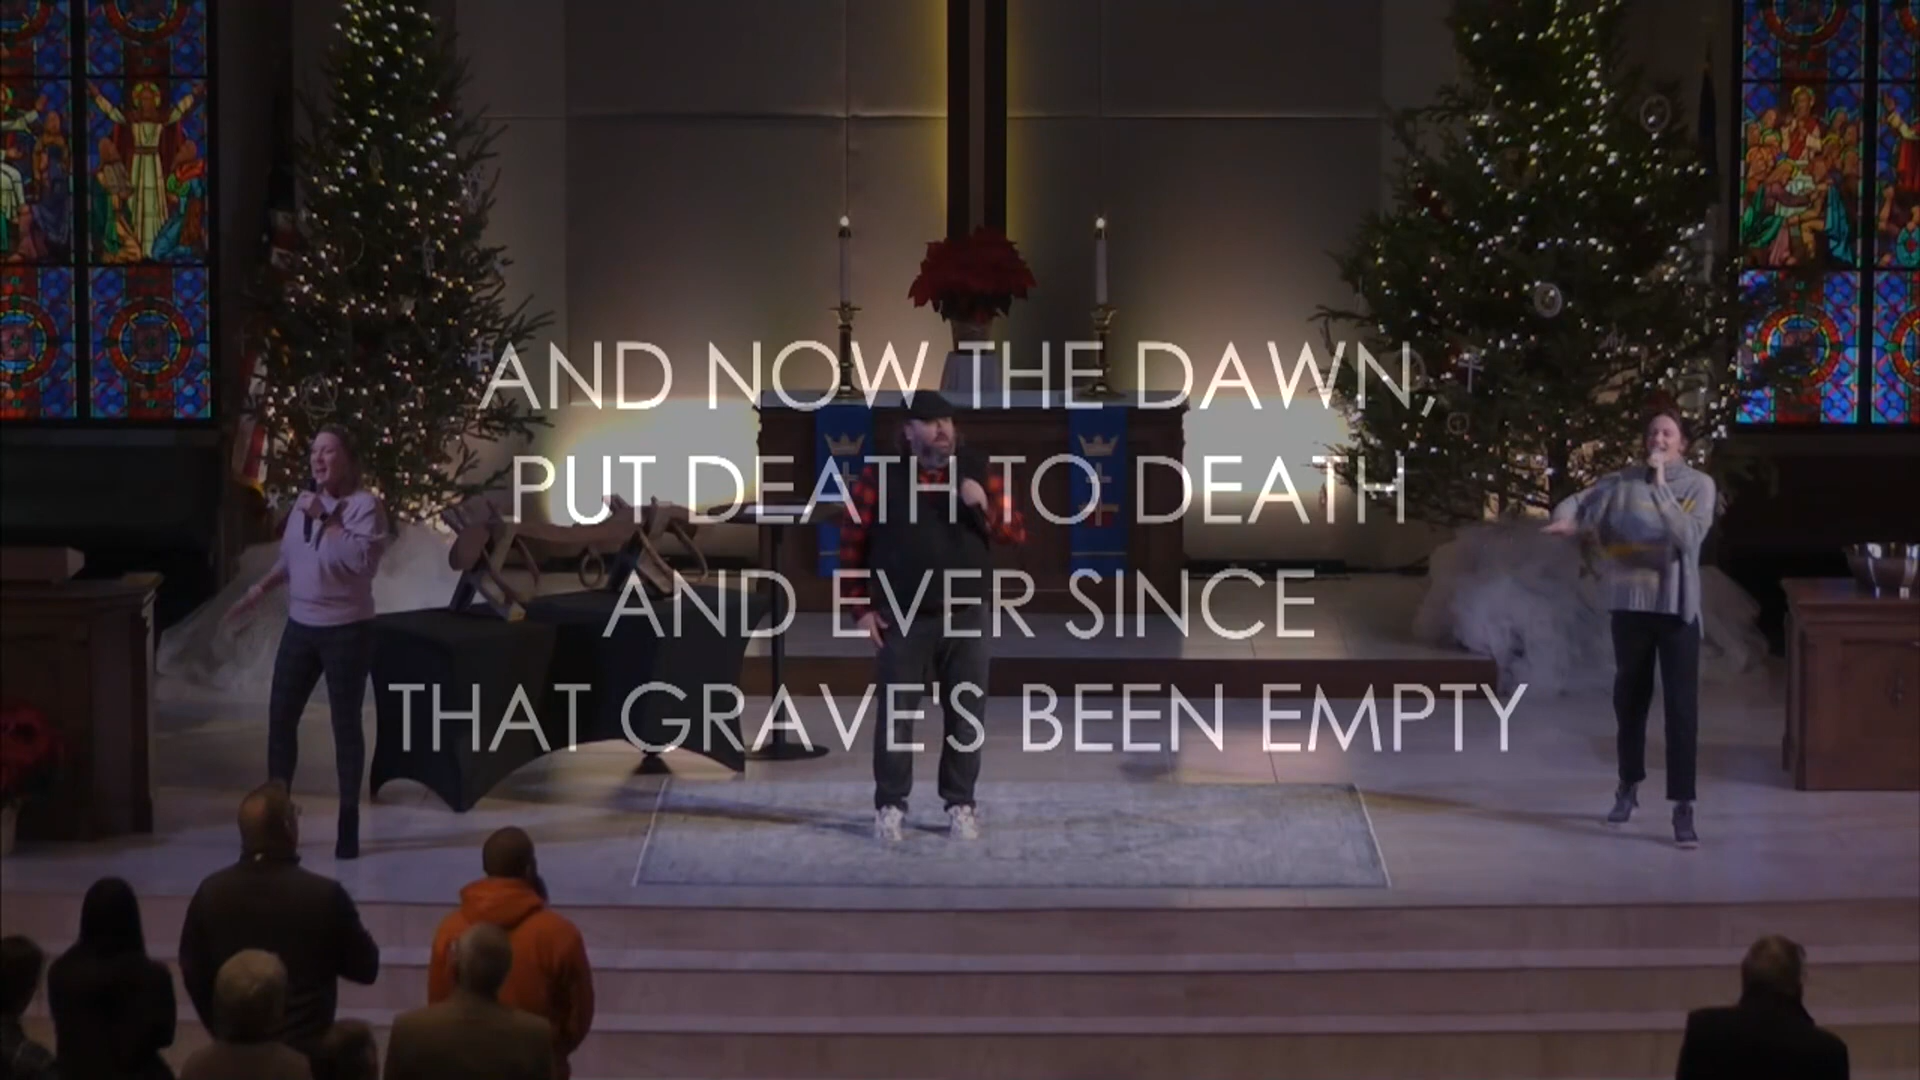 AND NOW THE DAWN,
PUT DEATH TO DEATH
AND EVER SINCE
THAT GRAVE'S BEEN EMPTY